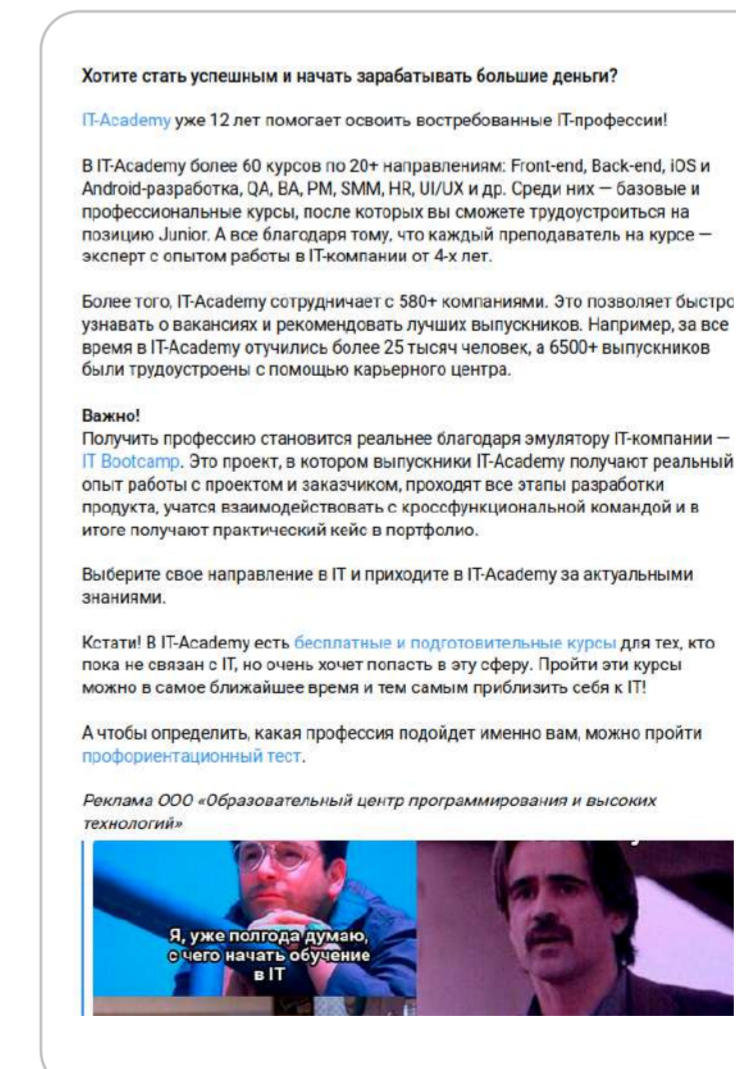 Хотите стать успешным и начать зарабатывать большие деньги?
IT-Academy уже 12 лет помогает освоить востребованные IT-профессии!
В IT-Academy более 60 курсов по 20+ направлениям: Front-end, Back-end, iOS и
Android-разработка, QA, BA, PM, SMM, HR, UI/UX и др. Среди них — базовые и
профессиональные курсы, после которых вы сможете трудоустроиться на
позицию Junior. А все благодаря тому, что каждый преподаватель на курсе —
эксперт с опытом работы в IT-компании от 4-х лет.
Более того, IT-Academy сотрудничает с 580+ компаниями. Это позволяет быстро
узнавать о вакансиях и рекомендовать лучших выпускников. Например, за все
время в IT-Academy отучились более 25 тысяч человек, а 6500+ выпускников
были трудоустроены с помощью карьерного центра.
Важно!
Получить профессию становится реальнее благодаря эмулятору IT-компании —
IT Bootcamp. Это проект, в котором выпускники IT-Academy получают реальный
опыт работы с проектом и заказчиком, проходят все этапы разработки
продукта, учатся взаимодействовать с кроссфункциональной командой и в
итоге получают практический кейс в портфолио.
Выберите свое направление в IT и приходите в IT-Academy за актуальными
знаниями.
Кстати! В IT-Academy есть бесплатные и подготовительные курсы для тех, кто
пока не связан с IT, но очень хочет попасть в эту сферу. Пройти эти курсы
можно в самое ближайшее время и тем самым приблизить себя к IT!
А чтобы определить, какая профессия подойдет именно вам, можно пройти
профориентационный тест.
Реклама ООО «Образовательный центр программирования и высоких
технологий»
Я, уже полгода думаю,
с чего начать обучение
в IT